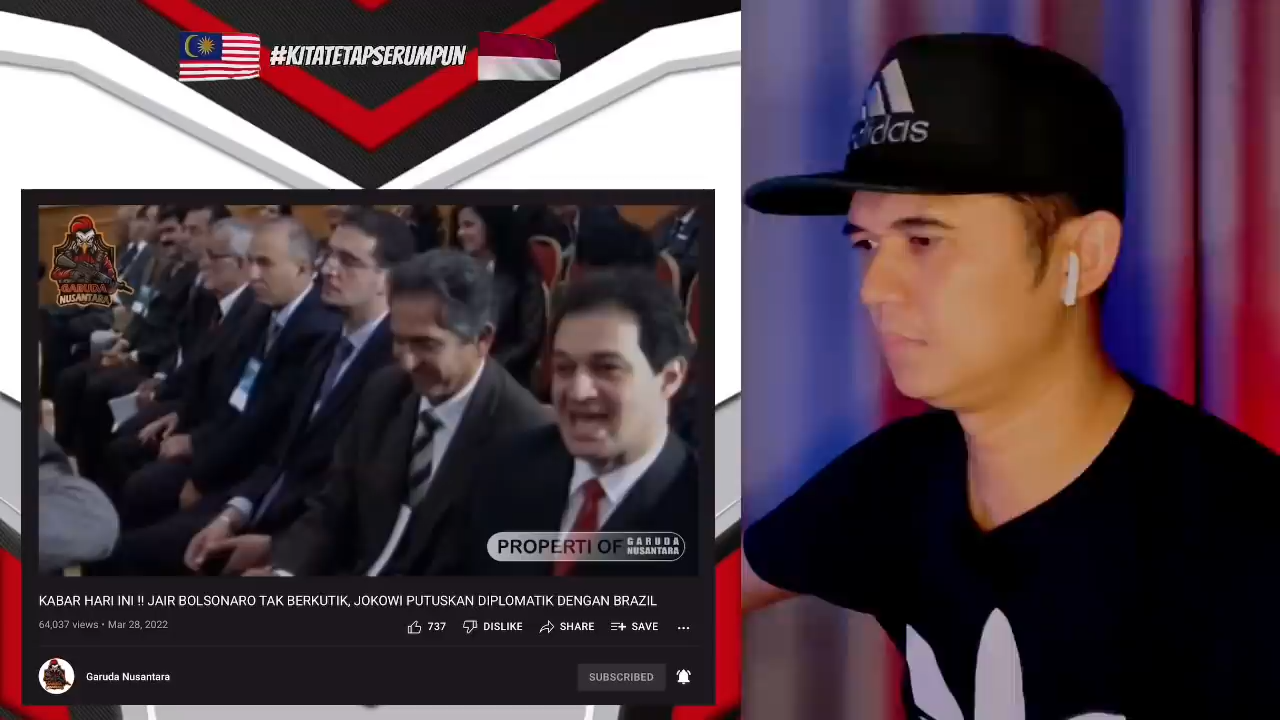 #KITATETAPSERUMPUN
adidas
GARUDA
NUSANTARA
PROPERTI OF GARUDA NUSANTARA
KABAR HARI INI !! JAIR BOLSONARO TAK BERKUTIK, JOKOWI PUTUSKAN DIPLOMATIK DENGAN BRAZIL
64,037 views • Mar 28, 2022
737 DISLIKE SHARE SAVE
Garuda Nusantara
SUBSCRIBED